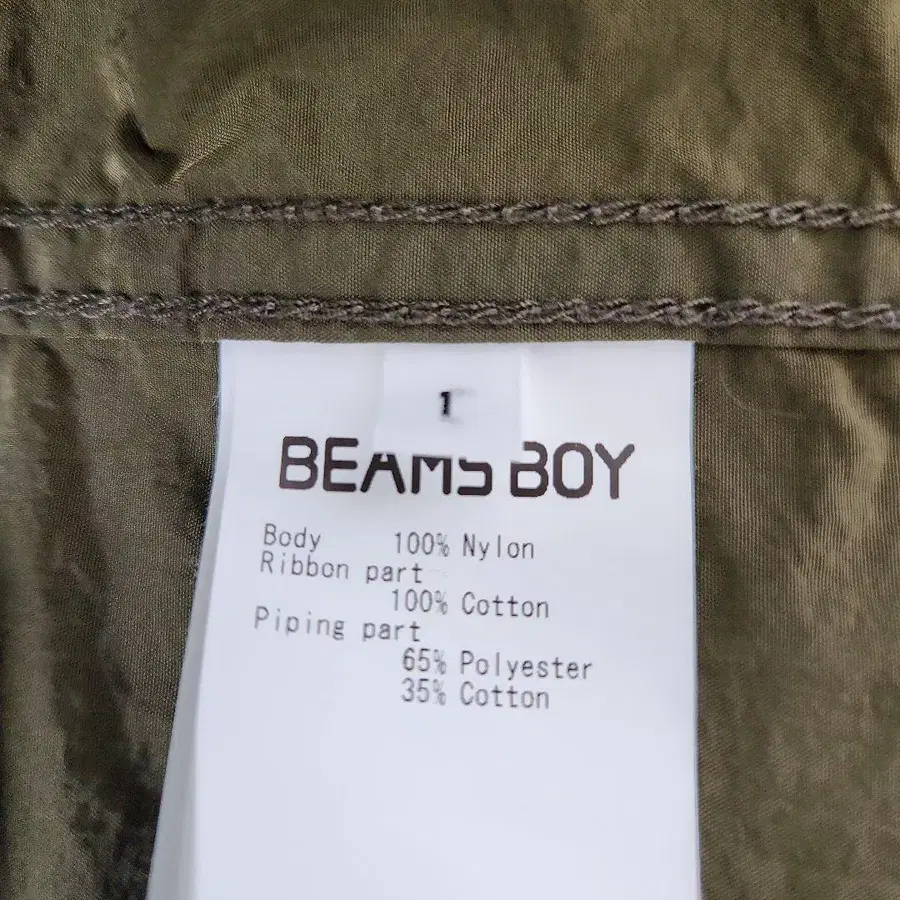 1
BEAMS BOY
Body 100% Nylon
Ribbon part
100% Cotton
Piping part
65% Polyester
35% Cotton